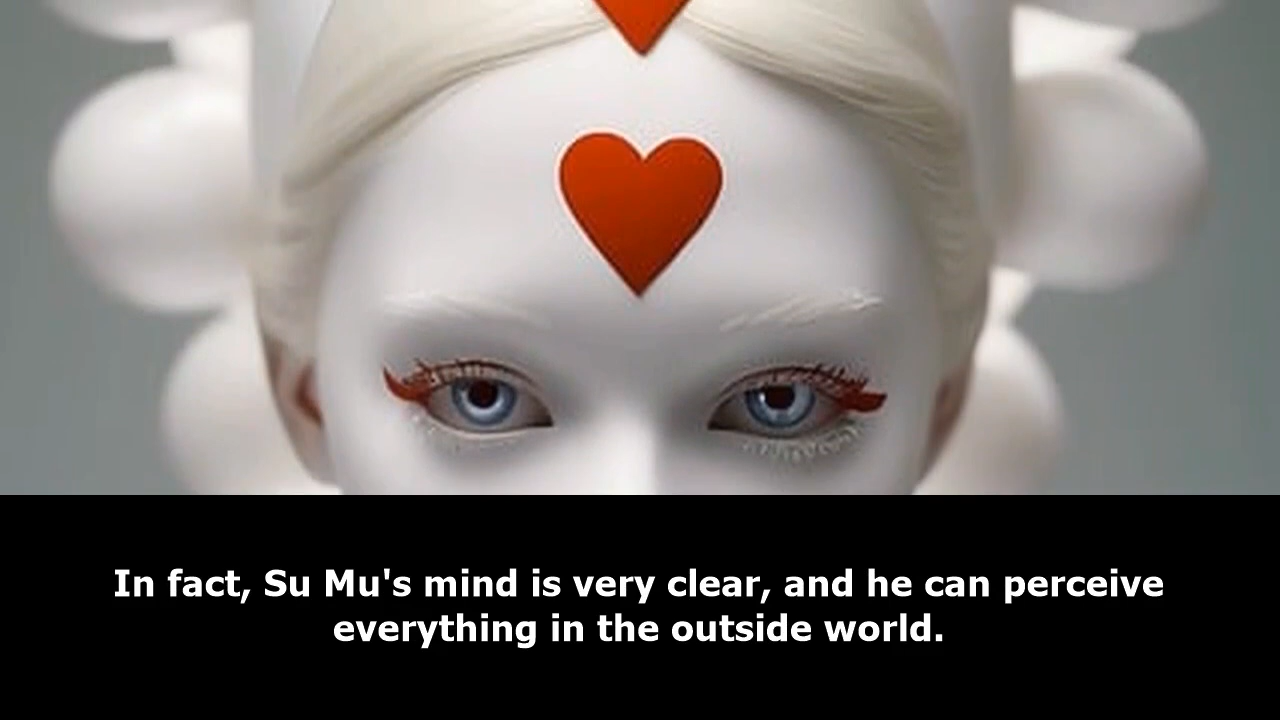 In fact, Su Mu's mind is very clear, and he can perceive
everything in the outside world.